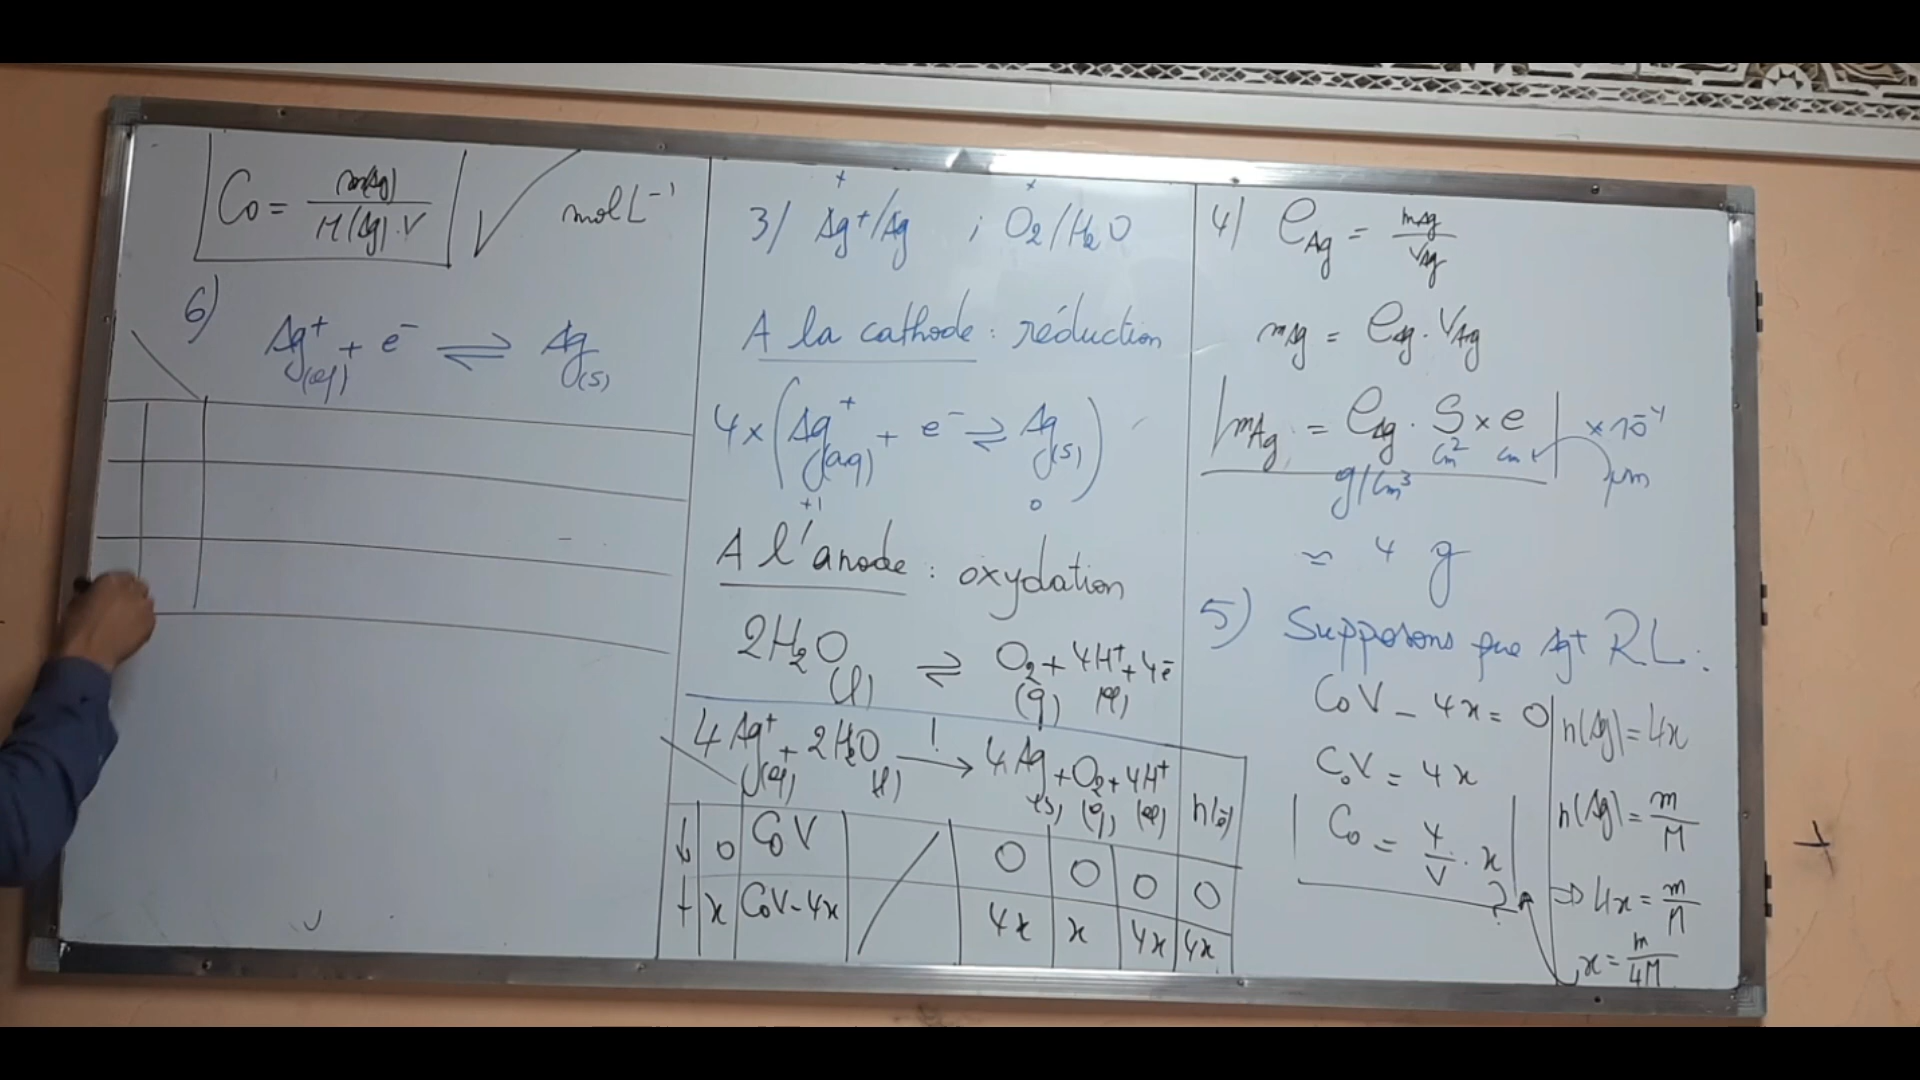 C₀ = m(Ag) / M(Ag).V mol L⁻¹
6)
Ag⁺(aq) + e⁻ ⇌ Ag(s)
3/ Ag⁺/Ag ; O₂/H₂O
A la cathode : réduction
4 × (Ag⁺(aq) + e⁻ ⇌ Ag(s))
+1 0
A l'anode : oxydation
2H₂O(l) ⇌ O₂(g) + 4H⁺(aq) + 4e⁻
4Ag⁺(aq) + 2H₂O(l) → 4Ag(s) + O₂(g) + 4H⁺(aq) n(e⁻)
0 C₀V 0 0 0 0
x C₀V-4x 4x x 4x 4x
4/ ρAg = mAg / VAg
mAg = ρAg . VAg
mAg = ρAg . S × e ×10⁻⁴
g/cm³ cm² cm μm
≈ 4 g
5) Supposons que Ag⁺ RL :
C₀V - 4x = 0
C₀V = 4x
C₀ = 4/V . x
?
n(Ag) = 4x
n(Ag) = m/M
⇒ 4x = m/M
x = m/4M